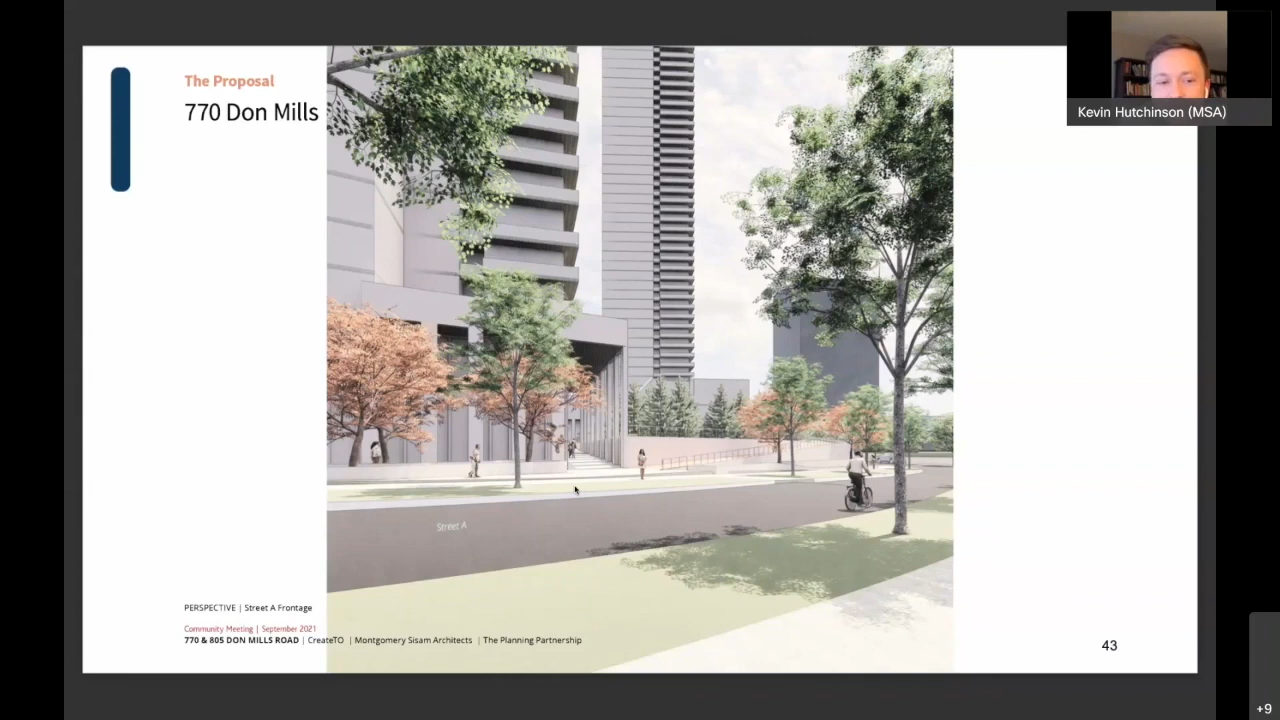 The Proposal
770 Don Mills
Kevin Hutchinson (MSA)
Street A
PERSPECTIVE | Street A Frontage
Community Meeting | September 2021
770 & 805 DON MILLS ROAD | CreateTO | Montgomery Sisam Architects | The Planning Partnership
43
+9